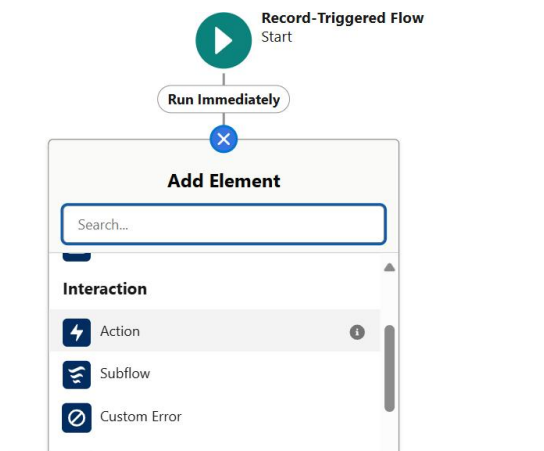 Record-Triggered Flow
Start
Run Immediately
Add Element
Search...
Interaction
Action
Subflow
Custom Error